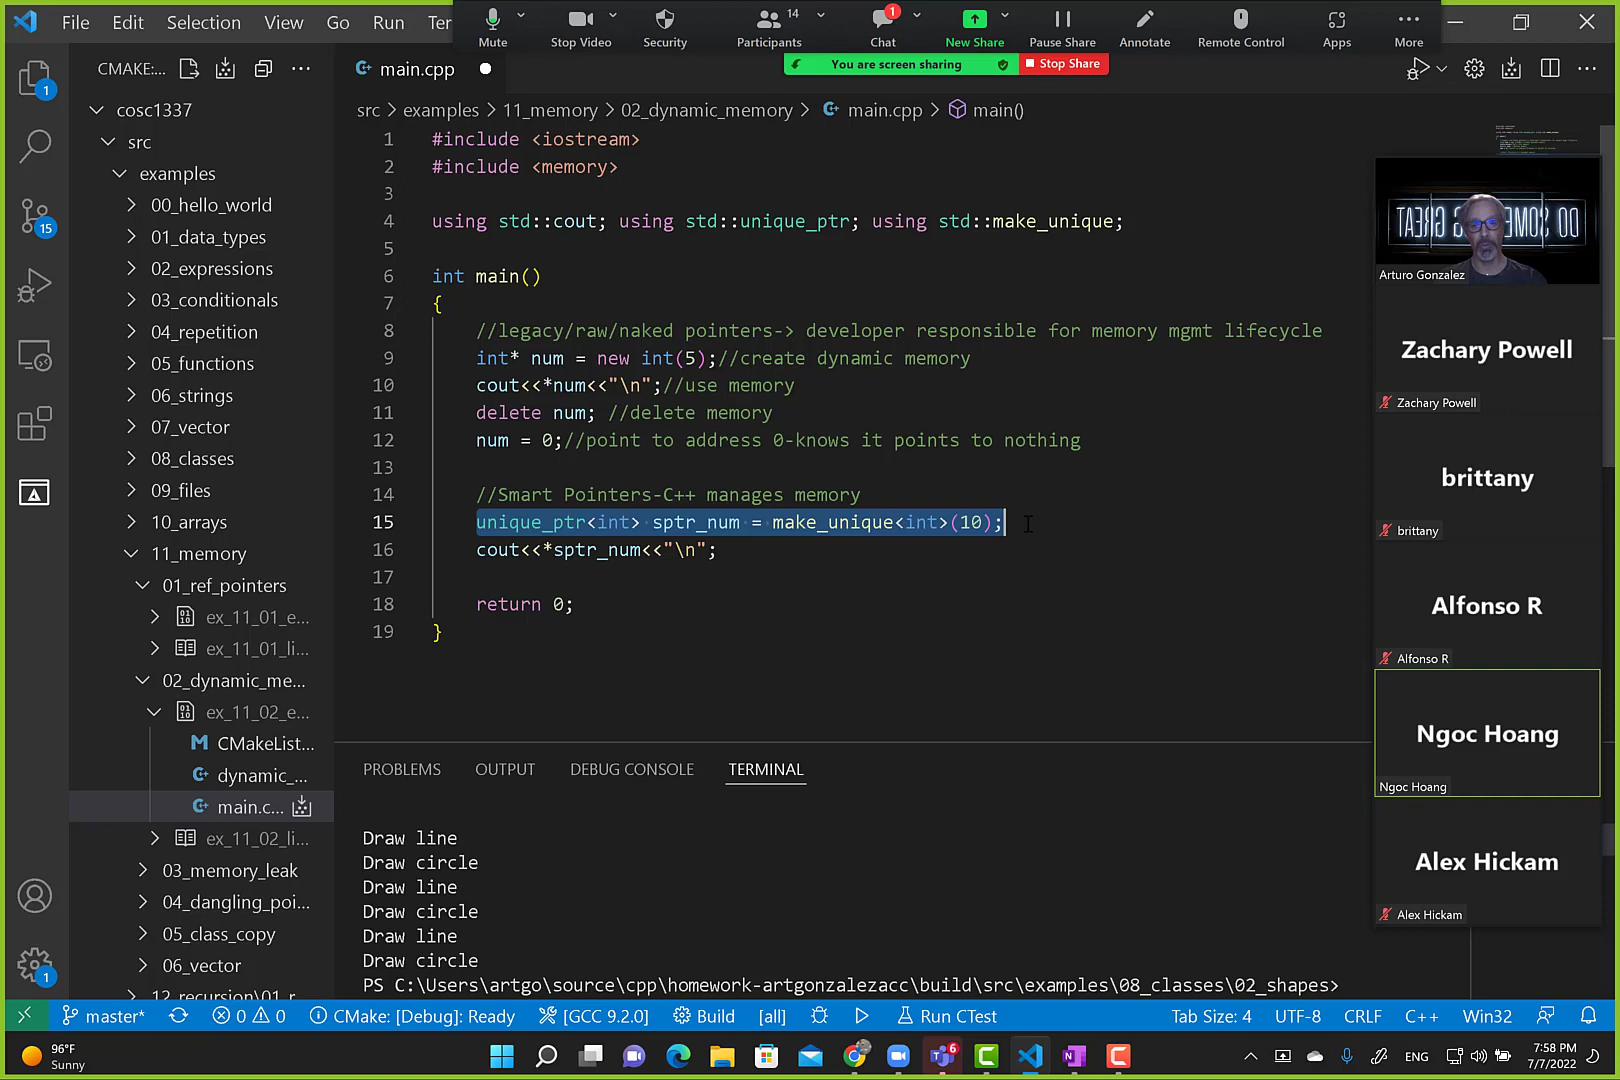 File Edit Selection View Go Run Ter
Mute
Stop Video
Security
Participants 14
Chat 1
New Share
Pause Share
Annotate
Remote Control
Apps
More
You are screen sharing
Stop Share
CMAKE:...
main.cpp
src > examples > 11_memory > 02_dynamic_memory > main.cpp > main()
1
15
1
cosc1337
src
examples
00_hello_world
01_data_types
02_expressions
03_conditionals
04_repetition
05_functions
06_strings
07_vector
08_classes
09_files
10_arrays
11_memory
01_ref_pointers
ex_11_01_e...
ex_11_01_li...
02_dynamic_me...
ex_11_02_e...
CMakeList...
dynamic_...
main.c...
ex_11_02_li...
03_memory_leak
04_dangling_poi...
05_class_copy
06_vector
12_recursion\01_r
1 #include <iostream>
2 #include <memory>
3
4 using std::cout; using std::unique_ptr; using std::make_unique;
5
6 int main()
7 {
8 //legacy/raw/naked pointers-> developer responsible for memory mgmt lifecycle
9 int* num = new int(5);//create dynamic memory
10 cout<<*num<<"\n";//use memory
11 delete num; //delete memory
12 num = 0;//point to address 0-knows it points to nothing
13
14 //Smart Pointers-C++ manages memory
15 unique_ptr<int> sptr_num = make_unique<int>(10);
16 cout<<*sptr_num<<"\n";
17
18 return 0;
19 }
PROBLEMS OUTPUT DEBUG CONSOLE TERMINAL
Draw line
Draw circle
Draw line
Draw circle
Draw line
Draw circle
PS C:\Users\artgo\source\cpp\homework-artgonzalezacc\build\src\examples\08_classes\02_shapes>
DO SOMETHING GREAT
Arturo Gonzalez
Zachary Powell
Zachary Powell
brittany
brittany
Alfonso R
Alfonso R
Ngoc Hoang
Ngoc Hoang
Alex Hickam
Alex Hickam
master* 0 0 CMake: [Debug]: Ready [GCC 9.2.0] Build [all] Run CTest Tab Size: 4 UTF-8 CRLF C++ Win32
96°F
Sunny
6
ENG
7:58 PM
7/7/2022